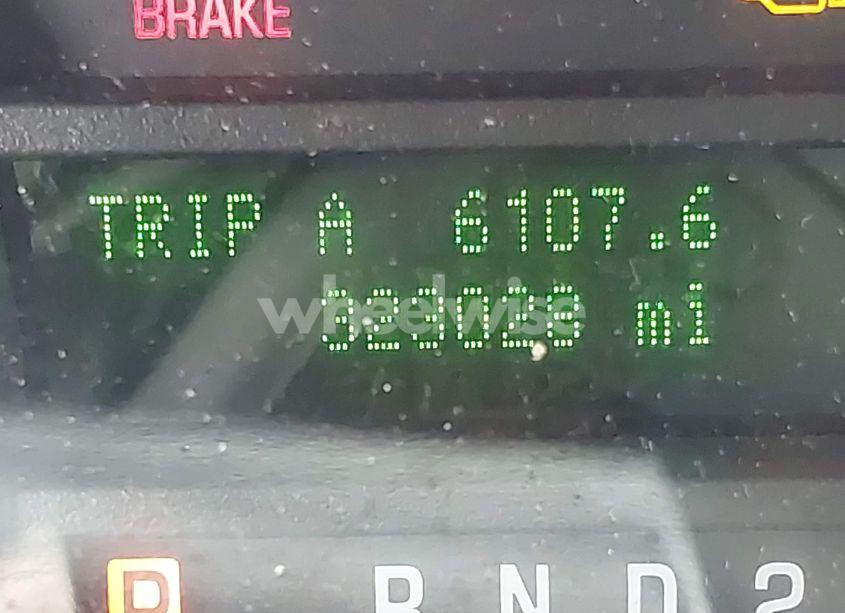 BRAKE
TRIP A 6107.6
mi
wheelwise
P R N D 2